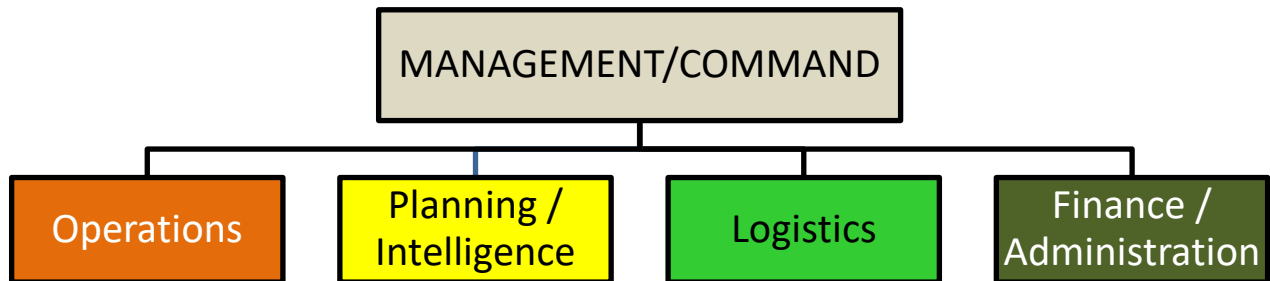 MANAGEMENT/COMMAND
Operations
Planning /
Intelligence
Logistics
Finance /
Administration